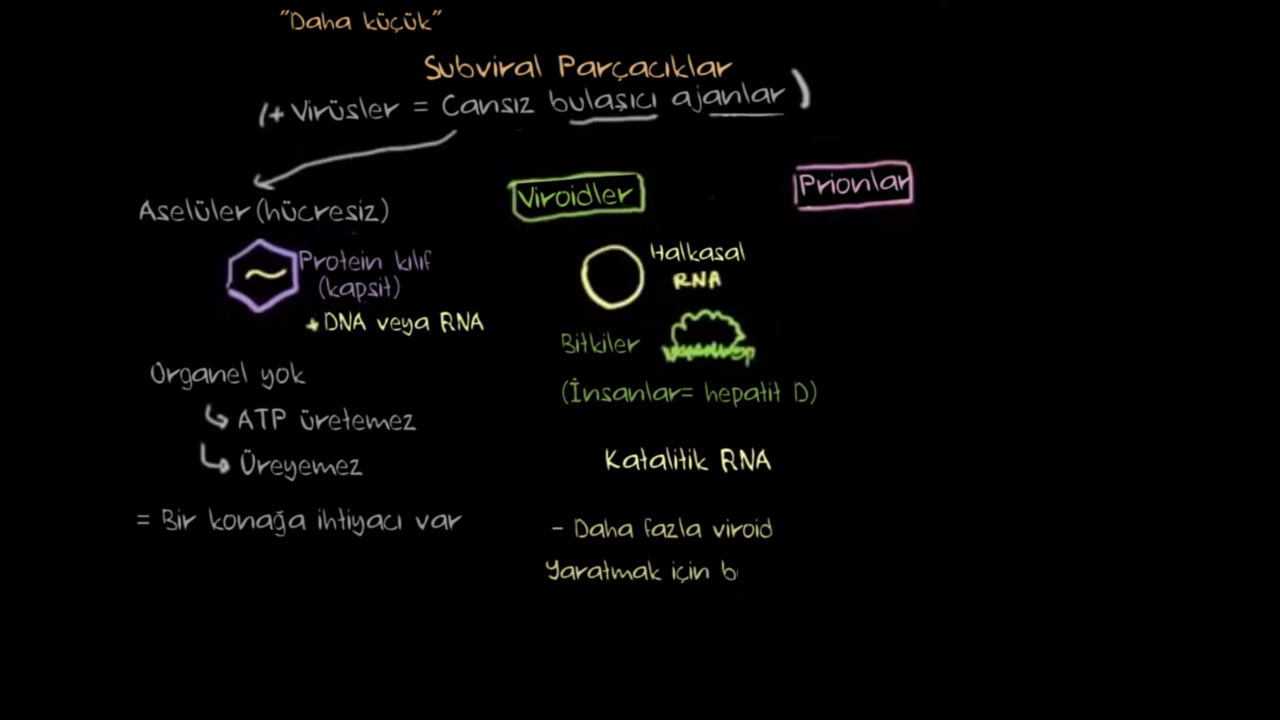 "Daha küçük"
Subviral Parçacıklar
(+ Virüsler = Cansız bulaşıcı ajanlar)
Aselüler (hücresiz)
Protein kılıf
(kapsit)
+ DNA veya RNA
Organel yok
ATP üretemez
Üreyemez
= Bir konağa ihtiyacı var
Viroidler
Halkasal
RNA
Bitkiler
(İnsanlar= hepatit D)
Katalitik RNA
- Daha fazla viroid
Yaratmak için b
Prionlar